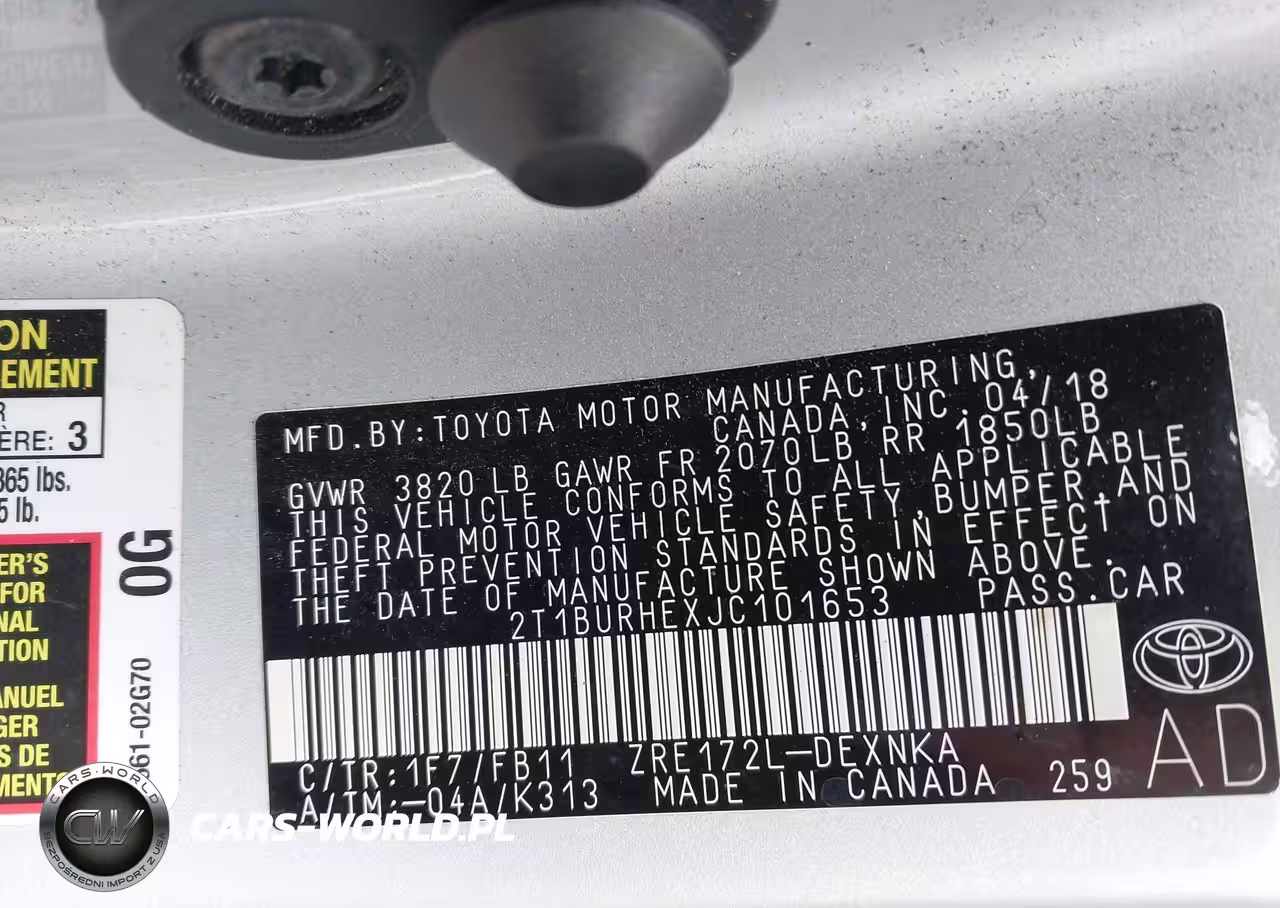 ON
EMENT
R
ÈRE: 3
865 lbs.
5 lb.
ER'S
FOR
NAL
TION
ANUEL
GER
S DE
MENT
0G
661-02G70
MFD.BY:TOYOTA MOTOR MANUFACTURING,
CANADA, INC. 04/18
GVWR 3820 LB GAWR FR 2070LB RR 1850LB
THIS VEHICLE CONFORMS TO ALL APPLICABLE
FEDERAL MOTOR VEHICLE SAFETY, BUMPER AND
THEFT PREVENTION STANDARDS IN EFFECT ON
THE DATE OF MANUFACTURE SHOWN ABOVE.
2T1BURHEXJC101653 PASS.CAR
C/TR:1F7/FB11 ZRE172L-DEXNKA
A/TM:-04A/K313 MADE IN CANADA 259
AD
CARS-WORLD
CW
BEZPOŚREDNI IMPORT Z USA
CARS-WORLD.PL